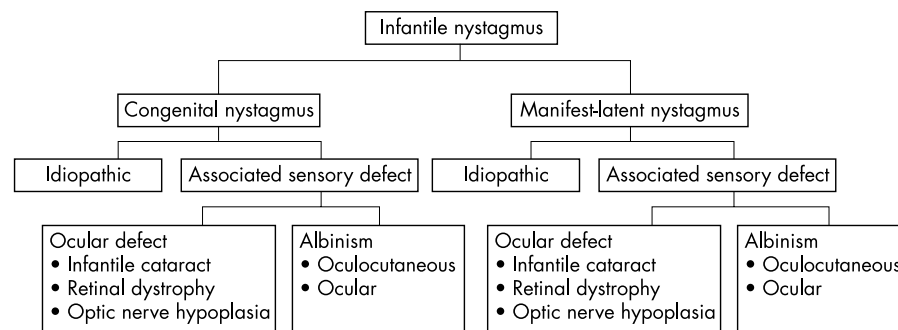 Infantile nystagmus
Congenital nystagmus
Manifest-latent nystagmus
Idiopathic
Associated sensory defect
Idiopathic
Associated sensory defect
Ocular defect
• Infantile cataract
• Retinal dystrophy
• Optic nerve hypoplasia
Albinism
• Oculocutaneous
• Ocular
Ocular defect
• Infantile cataract
• Retinal dystrophy
• Optic nerve hypoplasia
Albinism
• Oculocutaneous
• Ocular